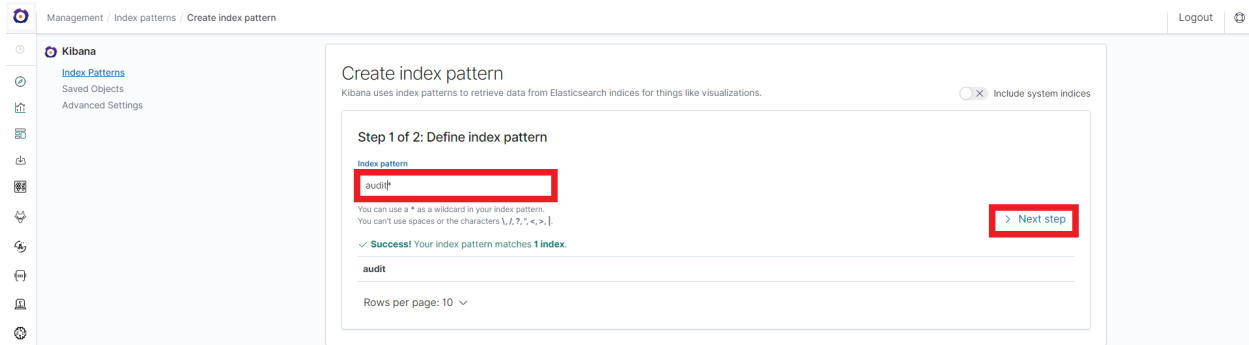 Management / Index patterns / Create index pattern
Logout
Kibana
Index Patterns
Saved Objects
Advanced Settings
Create index pattern
Kibana uses index patterns to retrieve data from Elasticsearch indices for things like visualizations.
Include system indices
Step 1 of 2: Define index pattern
Index pattern
audit*
You can use a * as a wildcard in your index pattern.
You can't use spaces or the characters \, /, ?, ", <, >, |.
> Next step
✓ Success! Your index pattern matches 1 index.
audit
Rows per page: 10